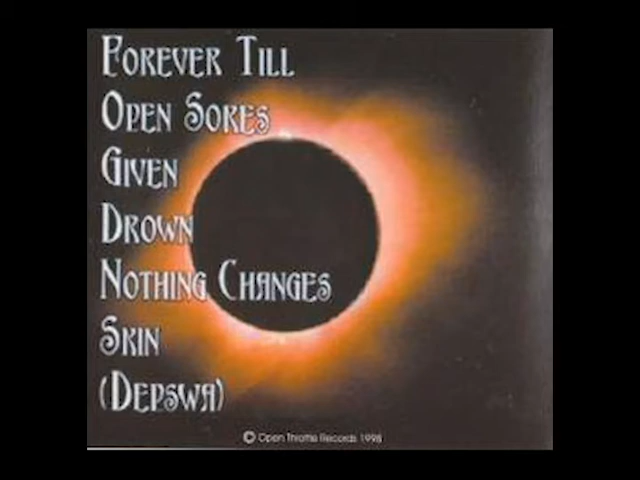 Forever Till
Open Sores
Given
Drown
Nothing Changes
Skin
(Depswa)
© Open Throttle Records 1998